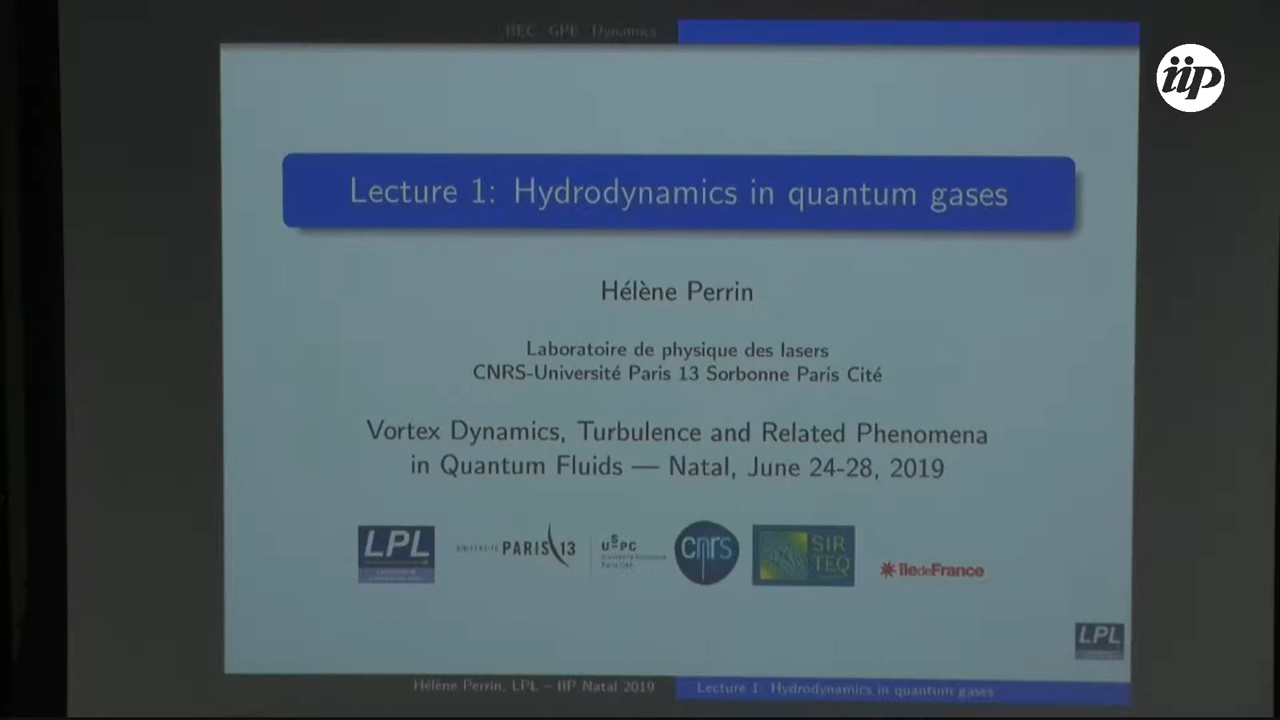 BEC GPE Dynamics
iip
Lecture 1: Hydrodynamics in quantum gases
Hélène Perrin
Laboratoire de physique des lasers
CNRS-Université Paris 13 Sorbonne Paris Cité
Vortex Dynamics, Turbulence and Related Phenomena
in Quantum Fluids — Natal, June 24-28, 2019
LPL
UNIVERSITÉ PARIS 13
USPC
cnrs
SIR
TEQ
îledeFrance
LPL
Hélène Perrin, LPL – IIP Natal 2019
Lecture 1: Hydrodynamics in quantum gases